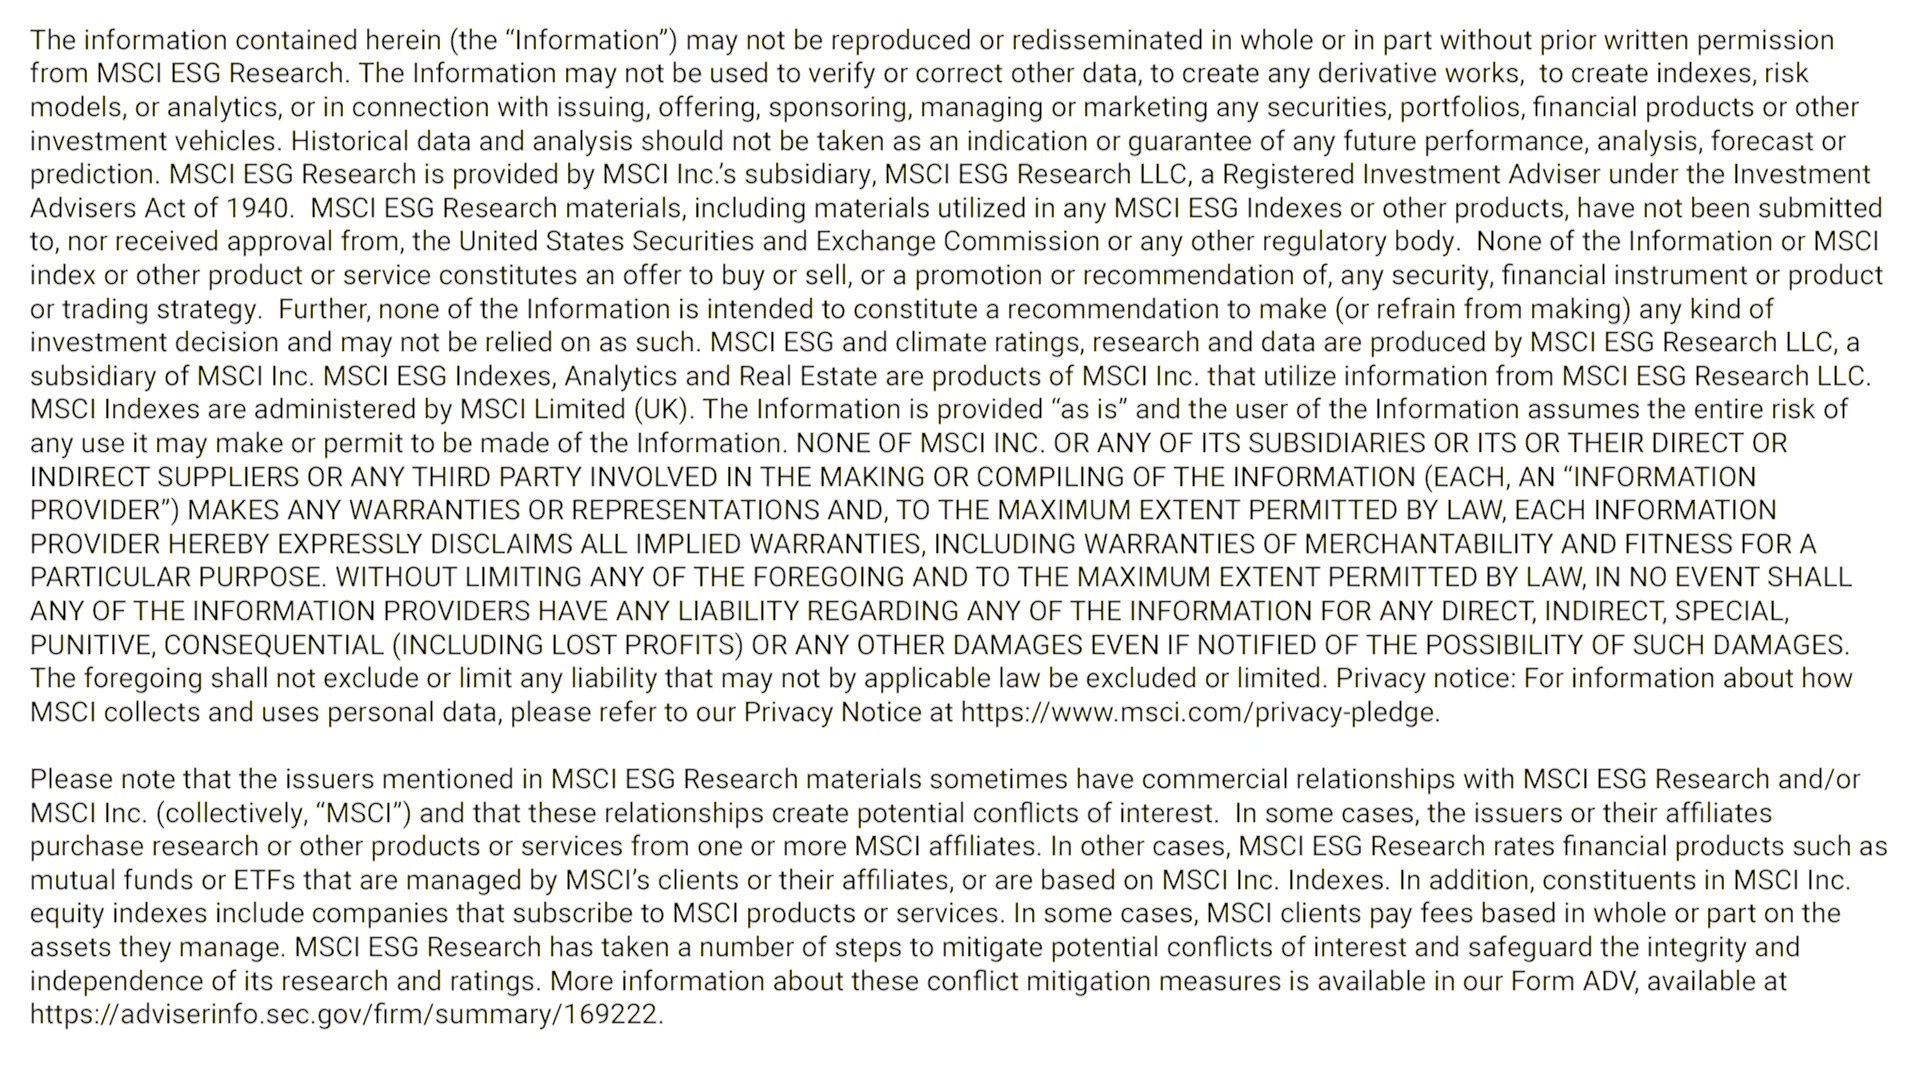 The information contained herein (the “Information”) may not be reproduced or redisseminated in whole or in part without prior written permission
from MSCI ESG Research. The Information may not be used to verify or correct other data, to create any derivative works,  to create indexes, risk
models, or analytics, or in connection with issuing, offering, sponsoring, managing or marketing any securities, portfolios, financial products or other
investment vehicles. Historical data and analysis should not be taken as an indication or guarantee of any future performance, analysis, forecast or
prediction. MSCI ESG Research is provided by MSCI Inc.’s subsidiary, MSCI ESG Research LLC, a Registered Investment Adviser under the Investment
Advisers Act of 1940.  MSCI ESG Research materials, including materials utilized in any MSCI ESG Indexes or other products, have not been submitted
to, nor received approval from, the United States Securities and Exchange Commission or any other regulatory body.  None of the Information or MSCI
index or other product or service constitutes an offer to buy or sell, or a promotion or recommendation of, any security, financial instrument or product
or trading strategy.  Further, none of the Information is intended to constitute a recommendation to make (or refrain from making) any kind of
investment decision and may not be relied on as such. MSCI ESG and climate ratings, research and data are produced by MSCI ESG Research LLC, a
subsidiary of MSCI Inc. MSCI ESG Indexes, Analytics and Real Estate are products of MSCI Inc. that utilize information from MSCI ESG Research LLC.
MSCI Indexes are administered by MSCI Limited (UK). The Information is provided “as is” and the user of the Information assumes the entire risk of
any use it may make or permit to be made of the Information. NONE OF MSCI INC. OR ANY OF ITS SUBSIDIARIES OR ITS OR THEIR DIRECT OR
INDIRECT SUPPLIERS OR ANY THIRD PARTY INVOLVED IN THE MAKING OR COMPILING OF THE INFORMATION (EACH, AN “INFORMATION
PROVIDER”) MAKES ANY WARRANTIES OR REPRESENTATIONS AND, TO THE MAXIMUM EXTENT PERMITTED BY LAW, EACH INFORMATION
PROVIDER HEREBY EXPRESSLY DISCLAIMS ALL IMPLIED WARRANTIES, INCLUDING WARRANTIES OF MERCHANTABILITY AND FITNESS FOR A
PARTICULAR PURPOSE. WITHOUT LIMITING ANY OF THE FOREGOING AND TO THE MAXIMUM EXTENT PERMITTED BY LAW, IN NO EVENT SHALL
ANY OF THE INFORMATION PROVIDERS HAVE ANY LIABILITY REGARDING ANY OF THE INFORMATION FOR ANY DIRECT, INDIRECT, SPECIAL,
PUNITIVE, CONSEQUENTIAL (INCLUDING LOST PROFITS) OR ANY OTHER DAMAGES EVEN IF NOTIFIED OF THE POSSIBILITY OF SUCH DAMAGES.
The foregoing shall not exclude or limit any liability that may not by applicable law be excluded or limited. Privacy notice: For information about how
MSCI collects and uses personal data, please refer to our Privacy Notice at https://www.msci.com/privacy-pledge.
Please note that the issuers mentioned in MSCI ESG Research materials sometimes have commercial relationships with MSCI ESG Research and/or
MSCI Inc. (collectively, “MSCI”) and that these relationships create potential conflicts of interest.  In some cases, the issuers or their affiliates
purchase research or other products or services from one or more MSCI affiliates. In other cases, MSCI ESG Research rates financial products such as
mutual funds or ETFs that are managed by MSCI’s clients or their affiliates, or are based on MSCI Inc. Indexes. In addition, constituents in MSCI Inc.
equity indexes include companies that subscribe to MSCI products or services. In some cases, MSCI clients pay fees based in whole or part on the
assets they manage. MSCI ESG Research has taken a number of steps to mitigate potential conflicts of interest and safeguard the integrity and
independence of its research and ratings. More information about these conflict mitigation measures is available in our Form ADV, available at
https://adviserinfo.sec.gov/firm/summary/169222.